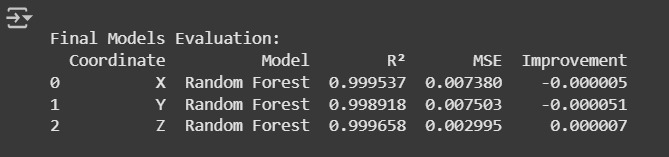 Final Models Evaluation:
Coordinate Model R² MSE Improvement
0 X Random Forest 0.999537 0.007380 -0.000005
1 Y Random Forest 0.998918 0.007503 -0.000051
2 Z Random Forest 0.999658 0.002995 0.000007